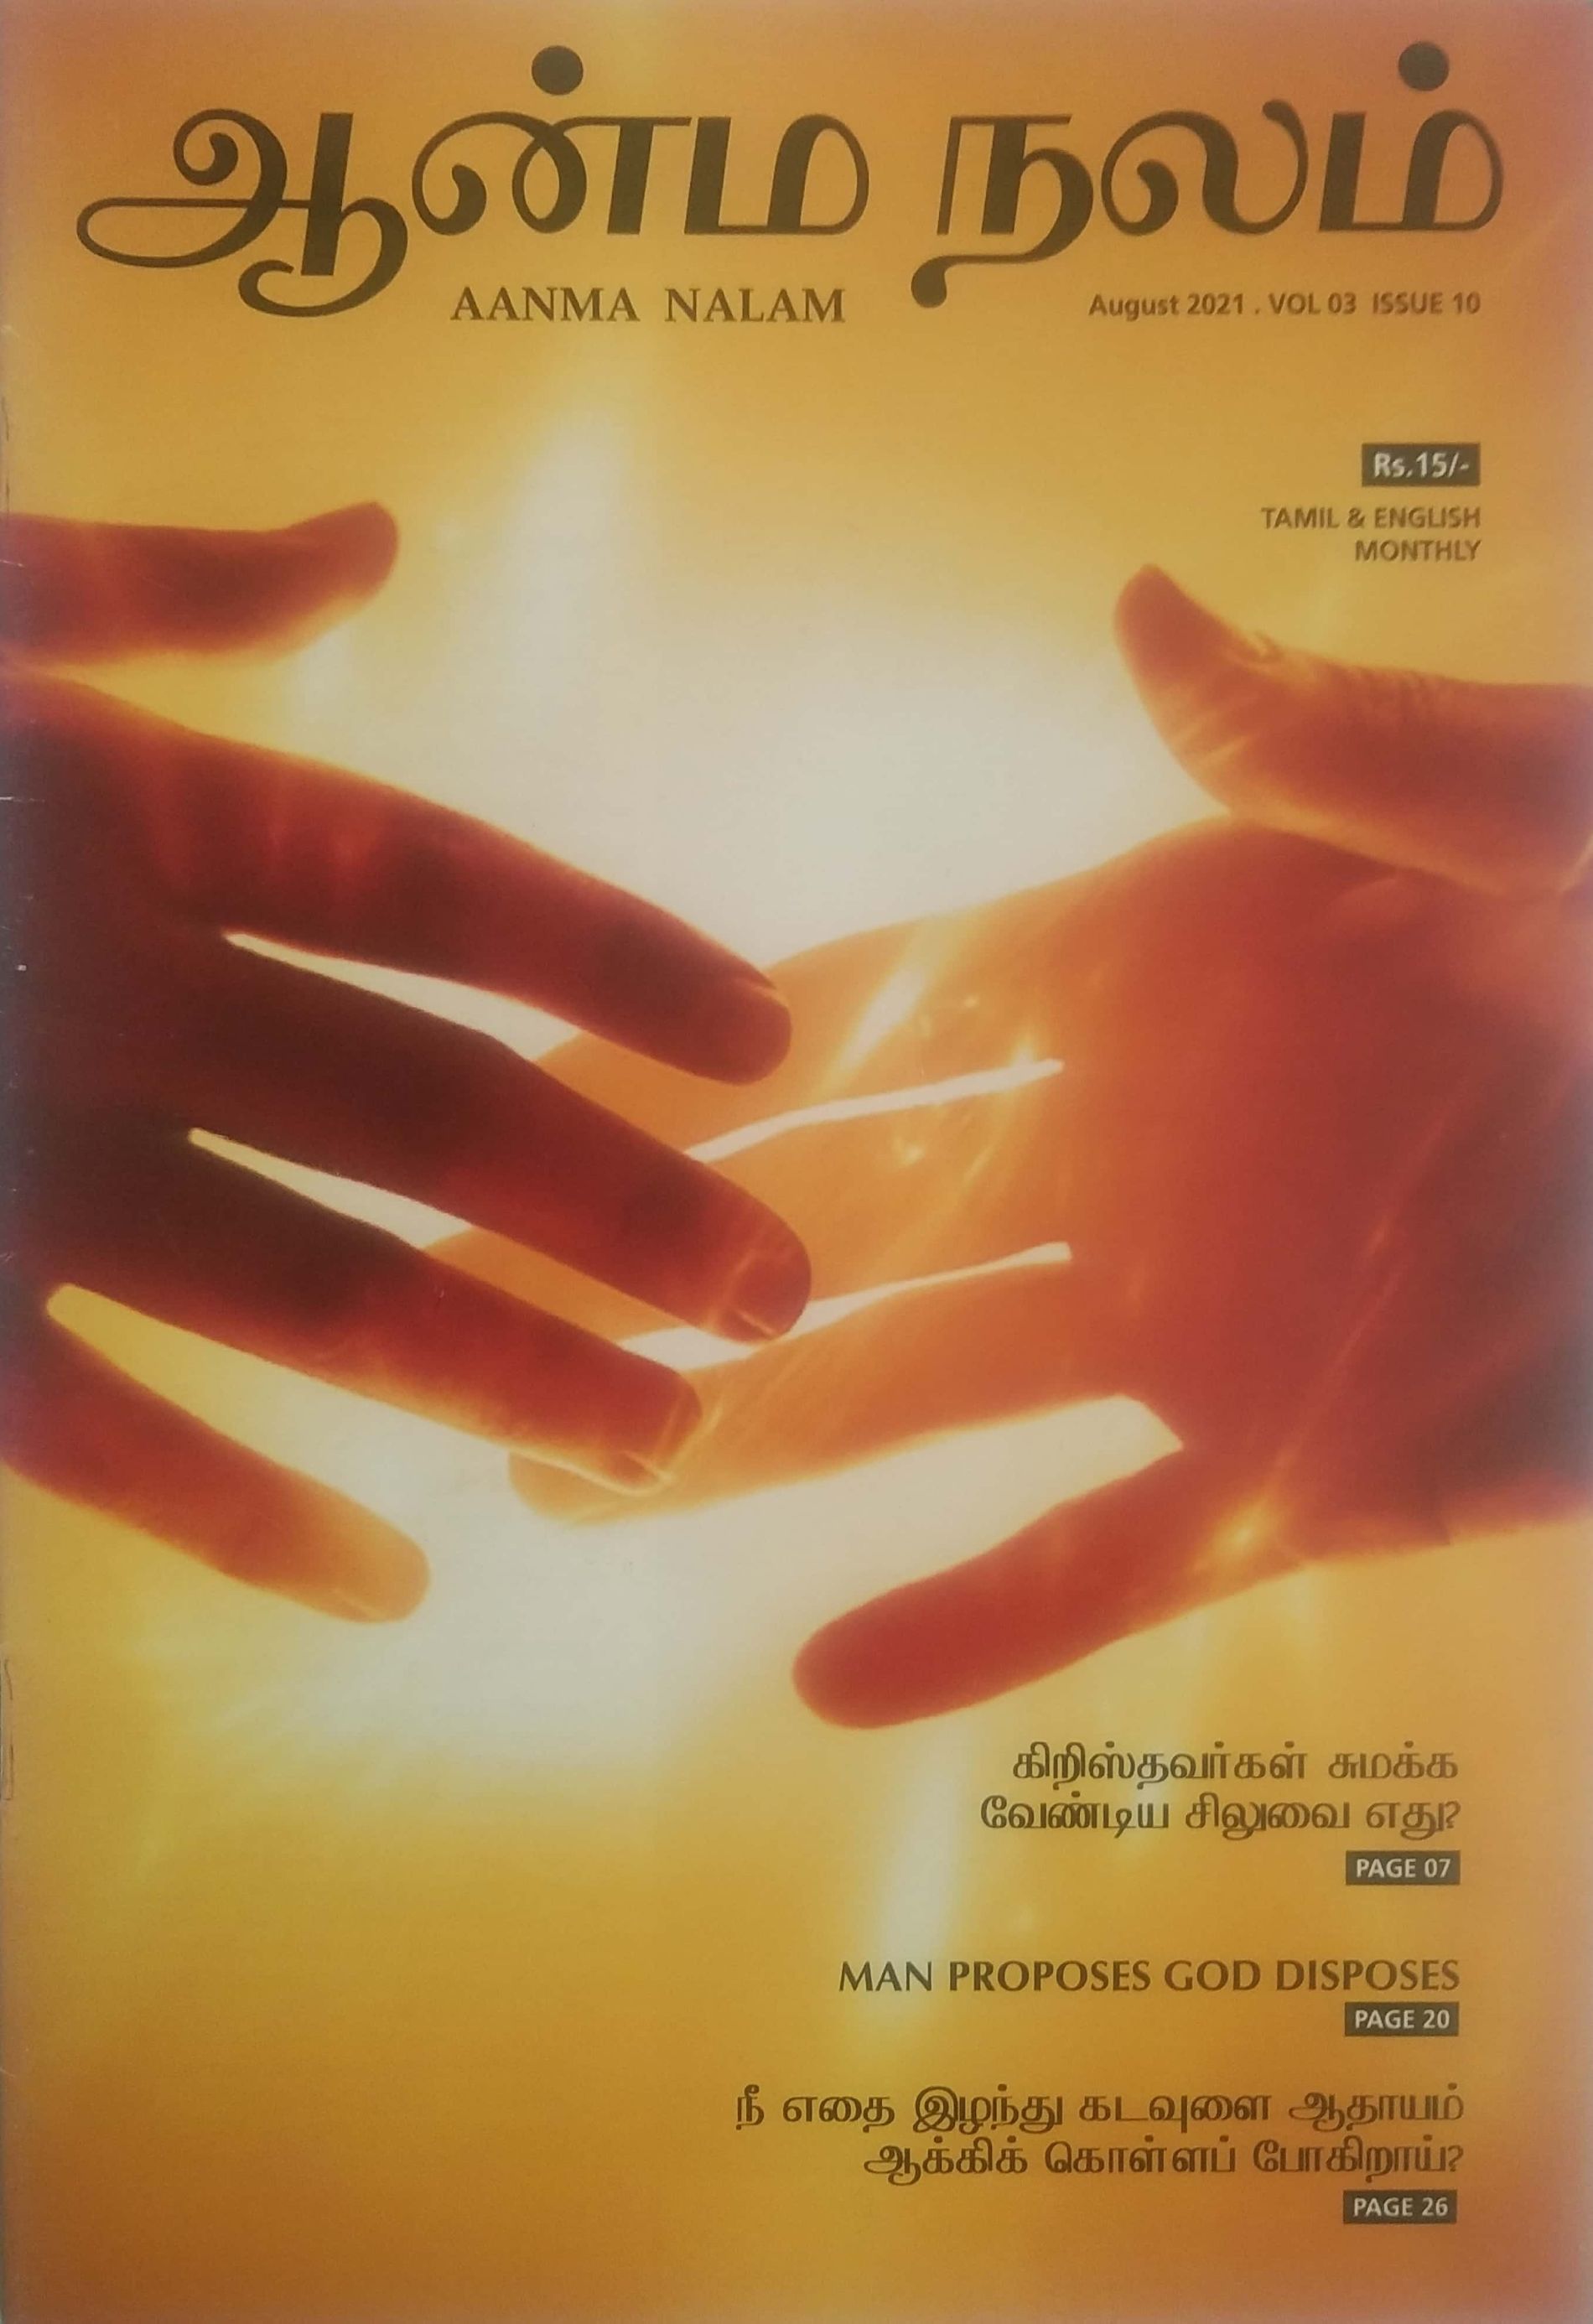 ஆன்ம நலம்
AANMA NALAM
August 2021 . VOL 03 ISSUE 10
Rs.15/-
TAMIL & ENGLISH
MONTHLY
கிறிஸ்தவர்கள் சுமக்க
வேண்டிய சிலுவை எது?
PAGE 07
MAN PROPOSES GOD DISPOSES
PAGE 20
நீ எதை இழந்து கடவுளை ஆதாயம்
ஆக்கிக் கொள்ளப் போகிறாய்?
PAGE 26